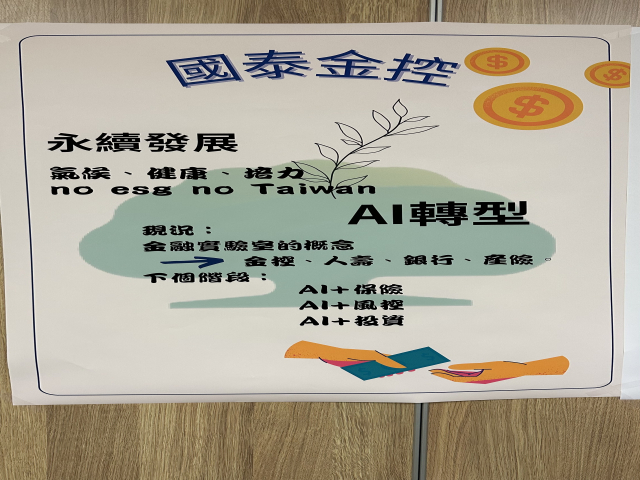 國泰金控
永續發展
氣候、健康、培力
no esg no Taiwan
AI轉型
現況：
金融實驗室的概念
金控、人壽、銀行、產險。
下個階段：
AI+保險
AI+風控
AI+投資